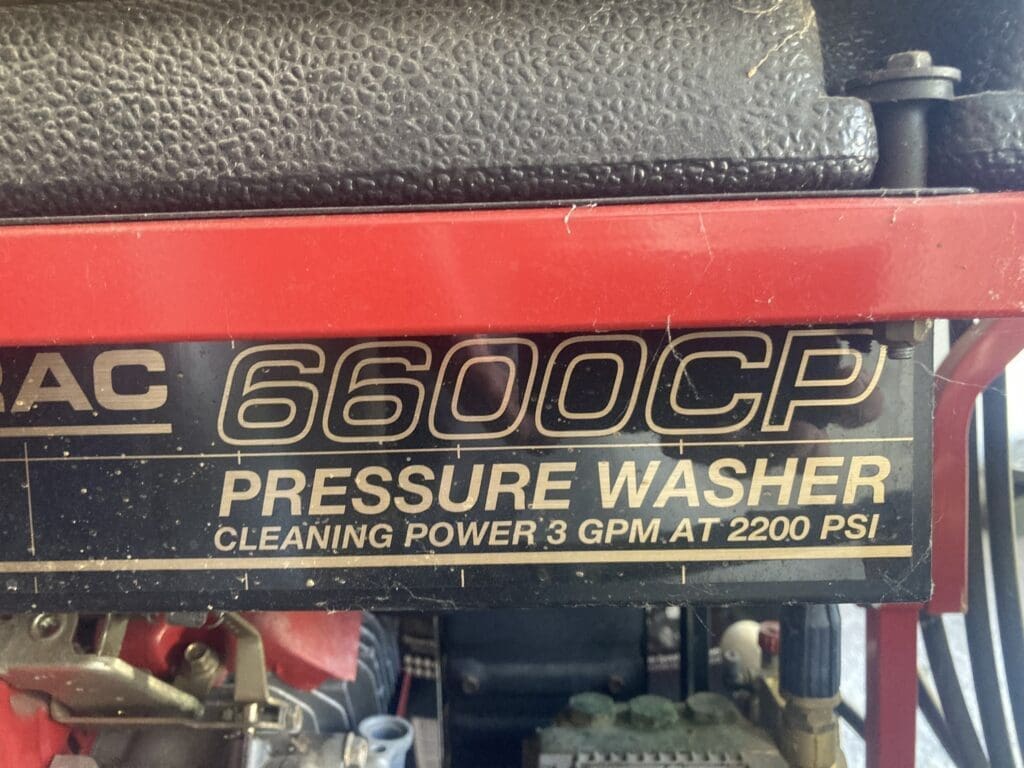 RAC 6600CP
PRESSURE WASHER
CLEANING POWER 3 GPM AT 2200 PSI